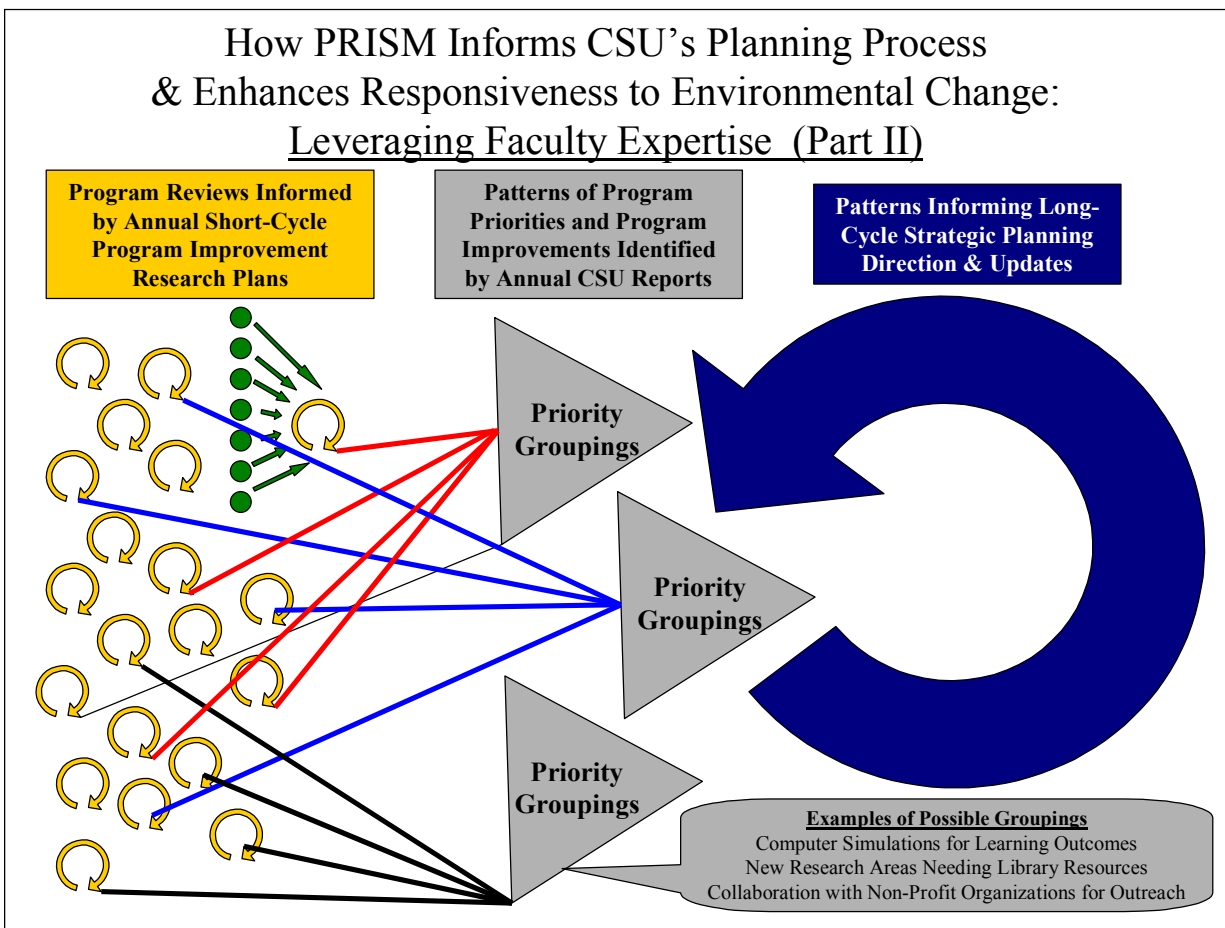 How PRISM Informs CSU's Planning Process
& Enhances Responsiveness to Environmental Change:
Leveraging Faculty Expertise (Part II)
Program Reviews Informed
by Annual Short-Cycle
Program Improvement
Research Plans
Patterns of Program
Priorities and Program
Improvements Identified
by Annual CSU Reports
Patterns Informing Long-
Cycle Strategic Planning
Direction & Updates
Priority
Groupings
Priority
Groupings
Priority
Groupings
Examples of Possible Groupings
Computer Simulations for Learning Outcomes
New Research Areas Needing Library Resources
Collaboration with Non-Profit Organizations for Outreach